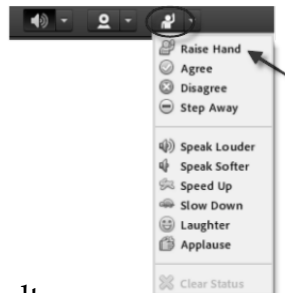 Raise Hand
Agree
Disagree
Step Away
Speak Louder
Speak Softer
Speed Up
Slow Down
Laughter
Applause
Clear Status